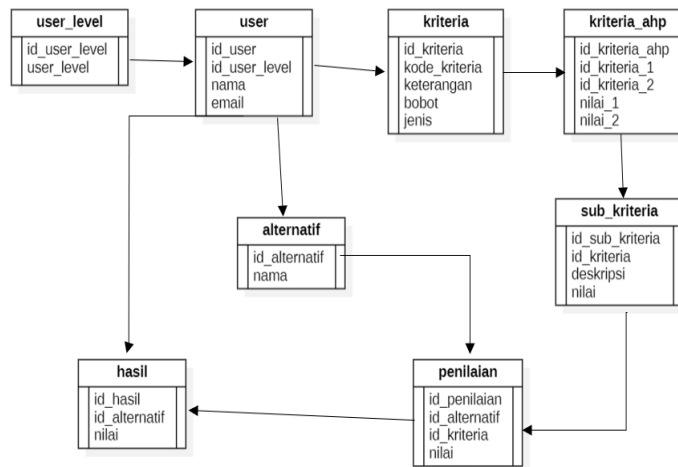 user_level
id_user_level
user_level
user
id_user
id_user_level
nama
email
kriteria
id_kriteria
kode_kriteria
keterangan
bobot
jenis
kriteria_ahp
id_kriteria_ahp
id_kriteria_1
id_kriteria_2
nilai_1
nilai_2
alternatif
id_alternatif
nama
sub_kriteria
id_sub_kriteria
id_kriteria
deskripsi
nilai
hasil
id_hasil
id_alternatif
nilai
penilaian
id_penilaian
id_alternatif
id_kriteria
nilai